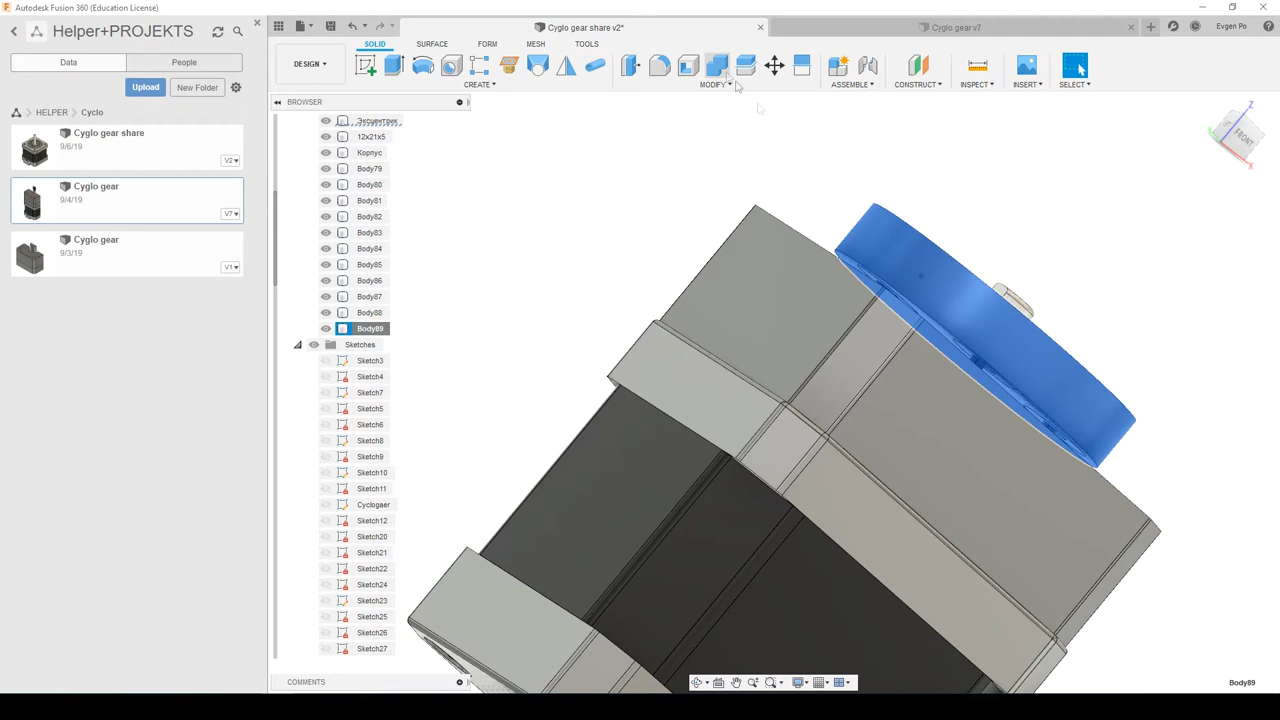 Autodesk Fusion 360 (Education License)
Helper+PROJEKTS
Cyglo gear share v2*
Cyglo gear v7
Data
People
Upload
New Folder
HELPER
Cyclo
Cyglo gear share
9/6/19
V2
Cyglo gear
9/4/19
V7
Cyglo gear
9/3/19
V1
Evgen Po
SOLID
SURFACE
FORM
MESH
TOOLS
DESIGN
CREATE
MODIFY
ASSEMBLE
CONSTRUCT
INSPECT
INSERT
SELECT
BROWSER
Эксцентрик
12x21x5
Корпус
Body79
Body80
Body81
Body82
Body83
Body84
Body85
Body86
Body87
Body88
Body89
Sketches
Sketch3
Sketch4
Sketch7
Sketch5
Sketch6
Sketch8
Sketch9
Sketch10
Sketch11
Cyclogaer
Sketch12
Sketch20
Sketch21
Sketch22
Sketch24
Sketch23
Sketch25
Sketch26
Sketch27
COMMENTS
Z
Y
FRONT
X
Body89